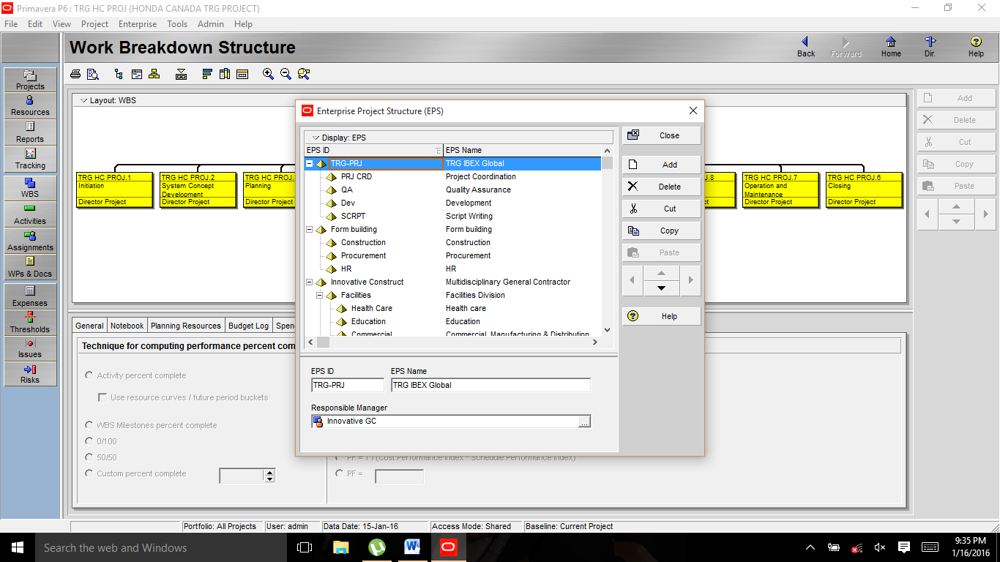 Primavera P6 : TRG HC PROJ (HONDA CANADA TRG PROJECT)
File Edit View Project Enterprise Tools Admin Help
Work Breakdown Structure
Back Forward Home Dir. Help
Projects
Resources
Reports
Tracking
WBS
Activities
Assignments
WPs & Docs
Expenses
Thresholds
Issues
Risks
Layout: WBS
TRG HC PROJ.1
Initiation
Director Project
TRG HC PROJ.2
System Concept
Development
Director Project
TRG HC PROJ.
Planning
Director Proj
J.8
TRG HC PROJ.7
Operation and
Maintenance
Director Project
TRG HC PROJ.6
Closing
Director Project
Add
Delete
Cut
Copy
Paste
General Notebook Planning Resources Budget Log Spen
Technique for computing performance percent com
Activity percent complete
Use resource curves / future period buckets
WBS Milestones percent complete
0/100
50/50
Custom percent complete
PF = 1 / (Cost Performance Index * Schedule Performance Index)
PF =
Enterprise Project Structure (EPS)
Display: EPS
EPS ID EPS Name
TRG-PRJ TRG IBEX Global
PRJ CRD Project Coordination
QA Quality Assurance
Dev Development
SCRPT Script Writing
Form building Form building
Construction Construction
Procurement Procurement
HR HR
Innovative Construct Multidisciplinary General Contractor
Facilities Facilities Division
Health Care Health care
Education Education
Commercial Commercial, Manufacturing & Distribution
EPS ID EPS Name
TRG-PRJ TRG IBEX Global
Responsible Manager
Innovative GC ...
Close
Add
Delete
Cut
Copy
Paste
Help
Portfolio: All Projects User: admin Data Date: 15-Jan-16 Access Mode: Shared Baseline: Current Project
Search the web and Windows
9:35 PM
1/16/2016